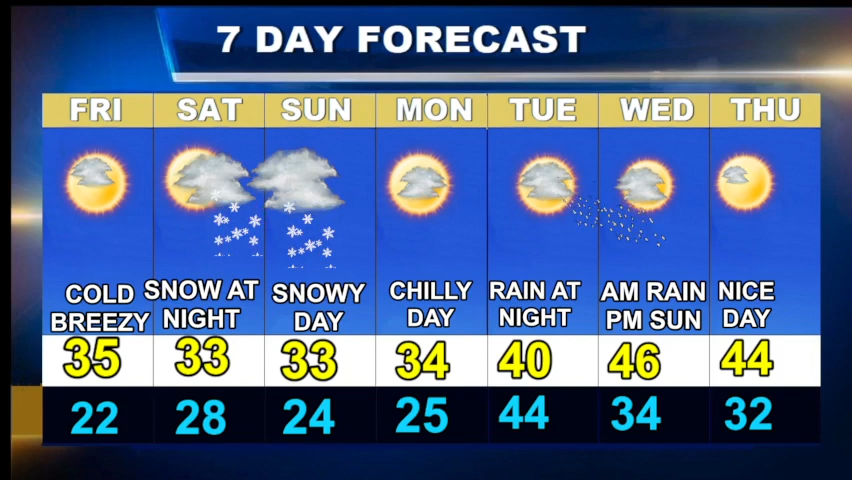 7 DAY FORECAST
FRI SAT SUN MON TUE WED THU
COLD BREEZY
SNOW AT NIGHT
SNOWY DAY
CHILLY DAY
RAIN AT NIGHT
AM RAIN PM SUN
NICE DAY
35 33 33 34 40 46 44
22 28 24 25 44 34 32